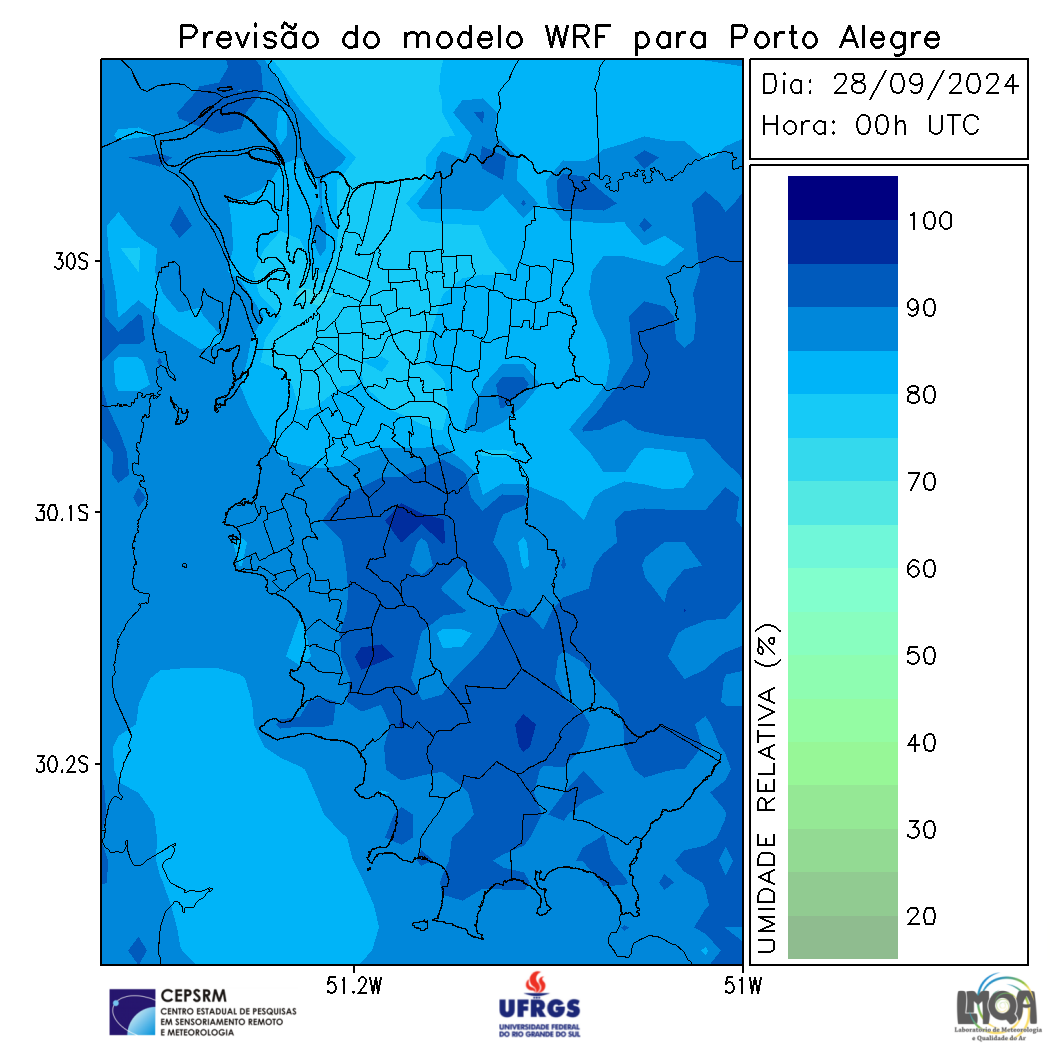 Previsão do modelo WRF para Porto Alegre
Dia: 28/09/2024
Hora: 00h UTC
30S
30.1S
30.2S
51.2W
51W
100
90
80
70
60
50
40
30
20
UMIDADE RELATIVA (%)
CEPSRM
CENTRO ESTADUAL DE PESQUISAS
EM SENSORIAMENTO REMOTO
E METEOROLOGIA
UFRGS
UNIVERSIDADE FEDERAL
DO RIO GRANDE DO SUL
LMQA
Laboratório de Meteorologia
e Qualidade do Ar